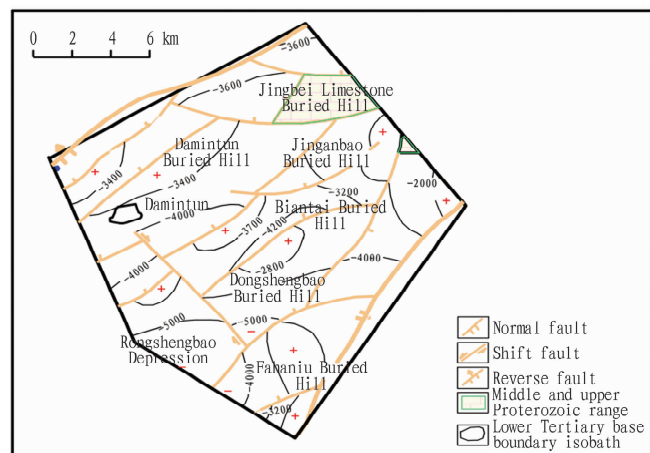 0 2 4 6 km
-3600
-3600
Jingbei Limestone
Buried Hill
Damintun
Buried Hill
Jinganbao
Buried Hill
-3400
-3400
-3200
-2000
Damintun
-4000
Biantai Buried
Hill
-3700
-4200
-4000
-2800
-4000
Dongshengbao
Buried Hill
-5000
-5000
Rongshengbao
Depression
-4000
Fahaniu Buried
Hill
-3200
Normal fault
Shift fault
Reverse fault
Middle and upper
Proterozoic range
Lower Tertiary base
boundary isobath